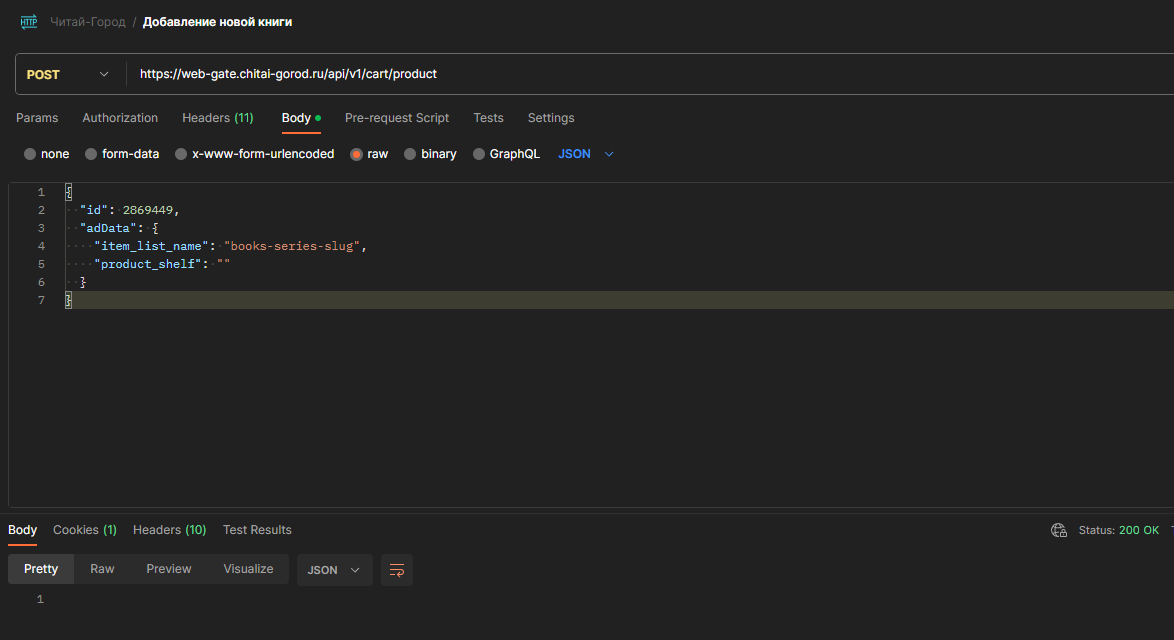 HTTP Читай-Город / Добавление новой книги
POST https://web-gate.chitai-gorod.ru/api/v1/cart/product
Params Authorization Headers (11) Body Pre-request Script Tests Settings
none form-data x-www-form-urlencoded raw binary GraphQL JSON
1 {
2 "id": 2869449,
3 "adData": {
4 "item_list_name": "books-series-slug",
5 "product_shelf": ""
6 }
7 }
Body Cookies (1) Headers (10) Test Results Status: 200 OK
Pretty Raw Preview Visualize JSON
1